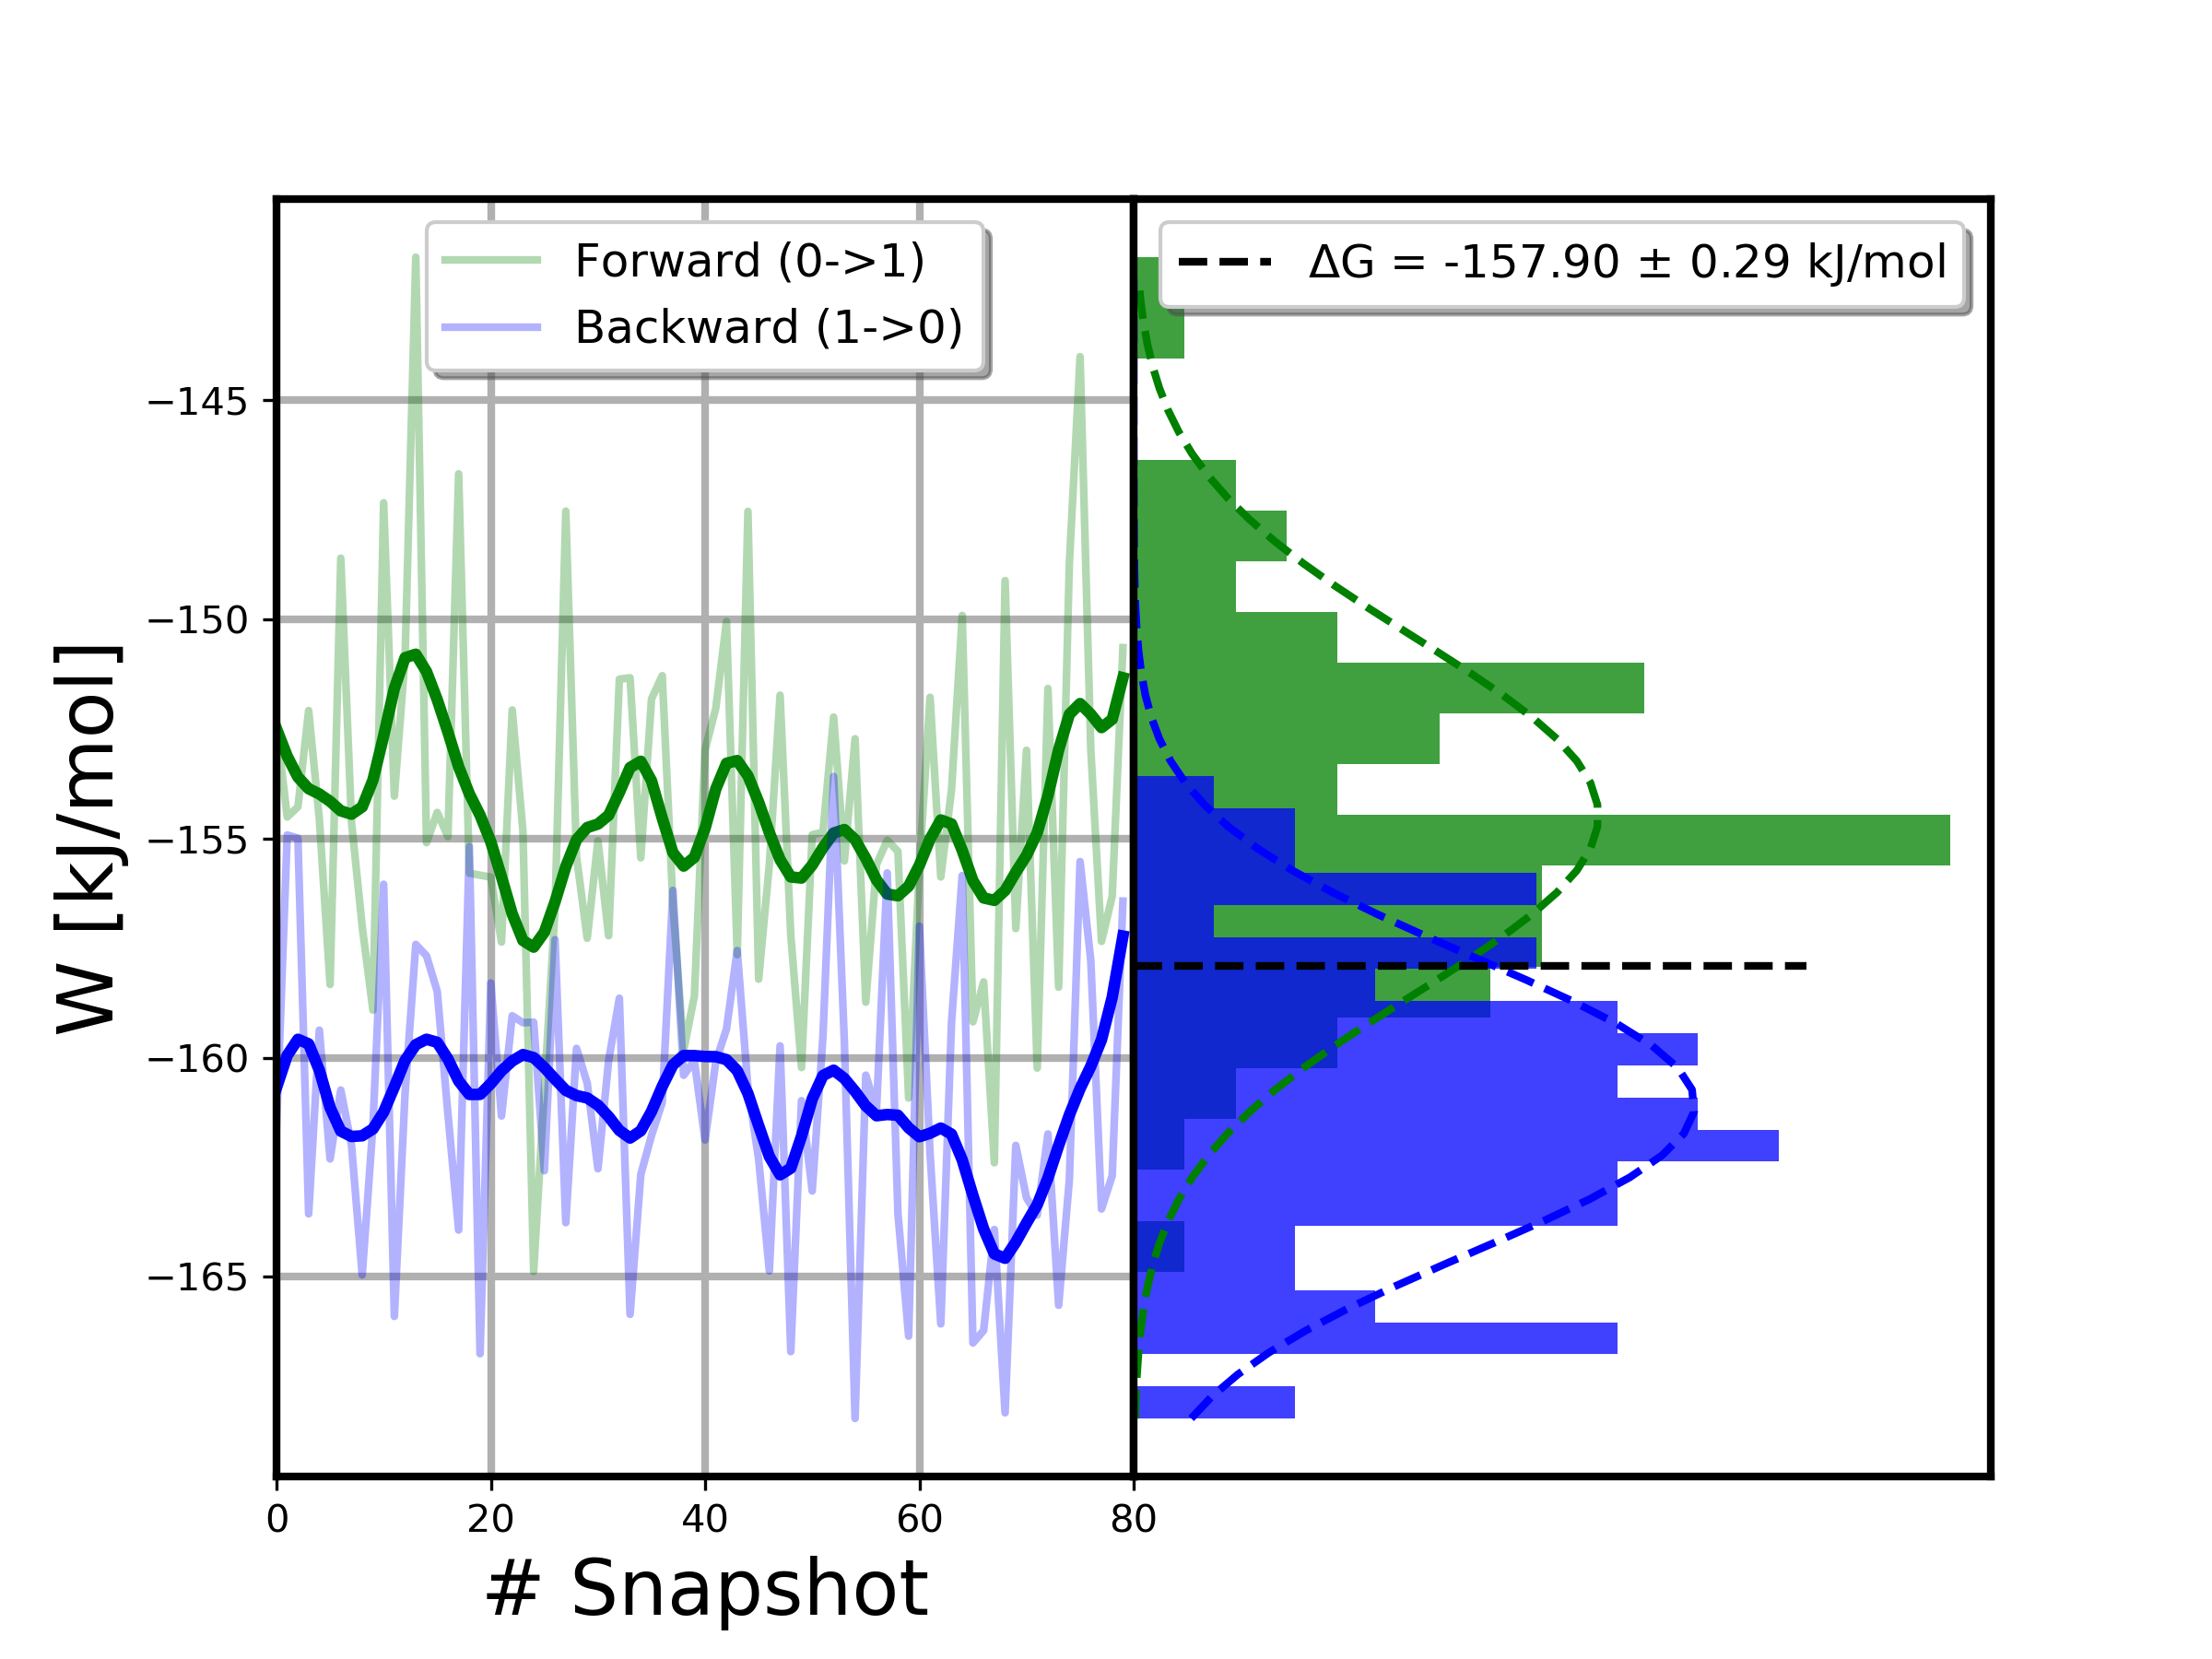 Forward (0->1)
Backward (1->0)
ΔG = -157.90 ± 0.29 kJ/mol
W [kJ/mol]
−145
−150
−155
−160
−165
0 20 40 60 80
# Snapshot